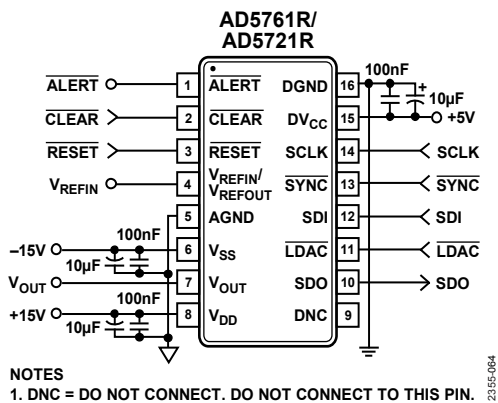 AD5761R/
AD5721R
ALERT
1
ALERT
DGND
16
100nF
+
10µF
CLEAR
2
CLEAR
DVCC
15
+5V
RESET
3
RESET
SCLK
14
SCLK
VREFIN
4
VREFIN/
VREFOUT
SYNC
13
SYNC
5
AGND
SDI
12
SDI
–15V
10µF
100nF
6
VSS
LDAC
11
LDAC
VOUT
7
VOUT
SDO
10
SDO
+15V
10µF
100nF
8
VDD
DNC
9
NOTES
1. DNC = DO NOT CONNECT. DO NOT CONNECT TO THIS PIN.
2355-064